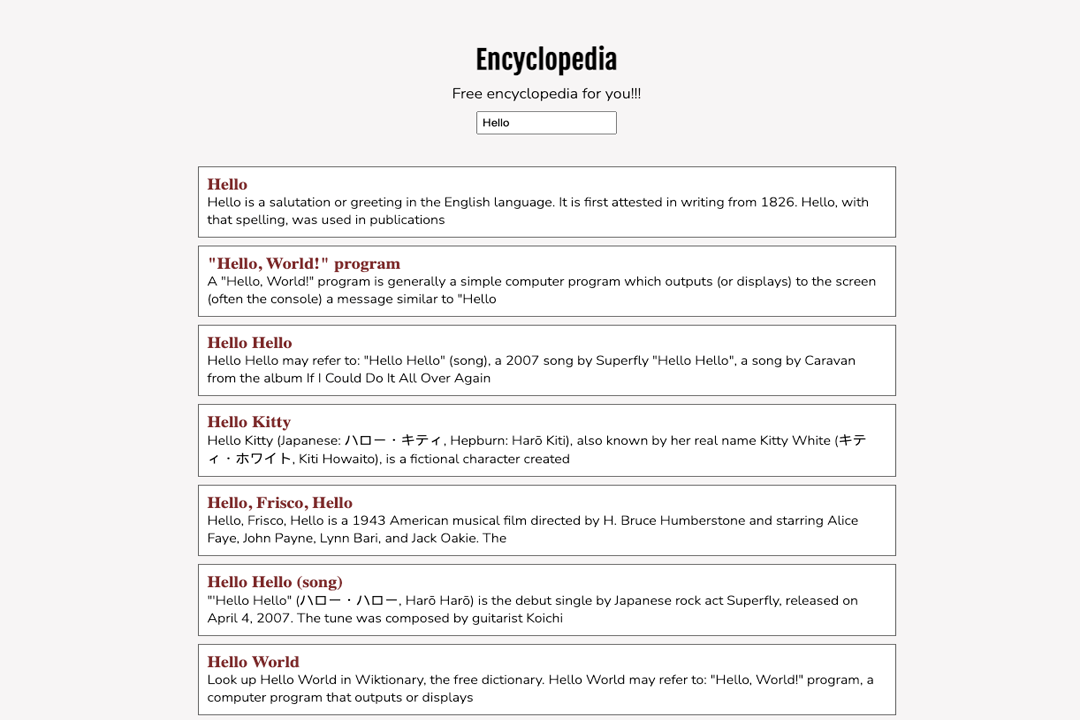 Encyclopedia
Free encyclopedia for you!!!
Hello
Hello
Hello is a salutation or greeting in the English language. It is first attested in writing from 1826. Hello, with
that spelling, was used in publications
"Hello, World!" program
A "Hello, World!" program is generally a simple computer program which outputs (or displays) to the screen
(often the console) a message similar to "Hello
Hello Hello
Hello Hello may refer to: "Hello Hello" (song), a 2007 song by Superfly "Hello Hello", a song by Caravan
from the album If I Could Do It All Over Again
Hello Kitty
Hello Kitty (Japanese: ハロー・キティ, Hepburn: Harō Kiti), also known by her real name Kitty White (キテ
ィ・ホワイト, Kiti Howaito), is a fictional character created
Hello, Frisco, Hello
Hello, Frisco, Hello is a 1943 American musical film directed by H. Bruce Humberstone and starring Alice
Faye, John Payne, Lynn Bari, and Jack Oakie. The
Hello Hello (song)
"'Hello Hello" (ハロー・ハロー, Harō Harō) is the debut single by Japanese rock act Superfly, released on
April 4, 2007. The tune was composed by guitarist Koichi
Hello World
Look up Hello World in Wiktionary, the free dictionary. Hello World may refer to: "Hello, World!" program, a
computer program that outputs or displays